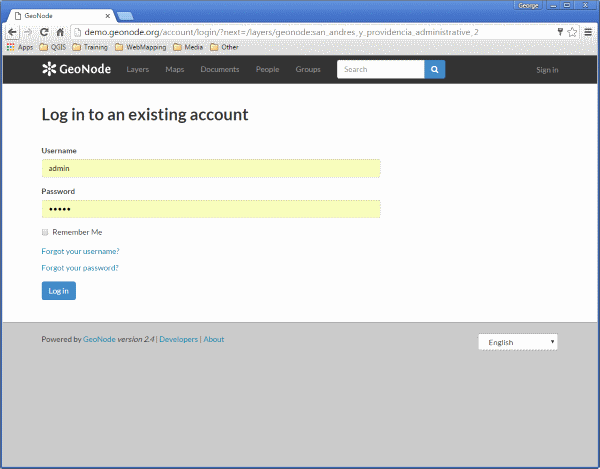 George
GeoNode
demo.geonode.org/account/login/?next=/layers/geonode:san_andres_y_providencia_administrative_2
Apps QGIS Training WebMapping Media Other
GeoNode Layers Maps Documents People Groups Search Sign in
Log in to an existing account
Username
admin
Password
•••••
Remember Me
Forgot your username?
Forgot your password?
Log in
Powered by GeoNode version 2.4 | Developers | About English